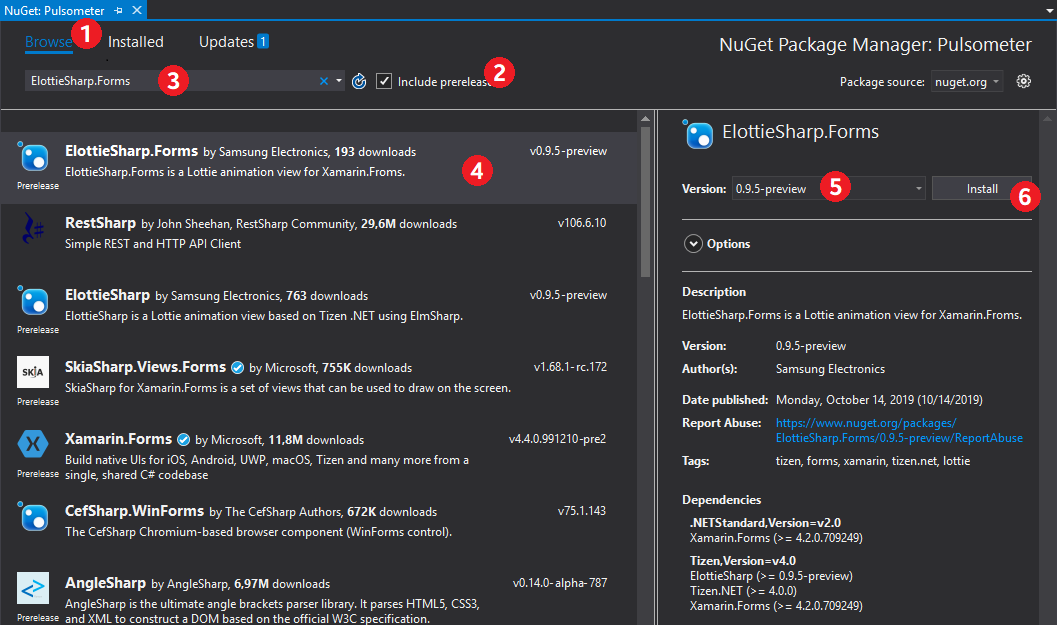 NuGet: Pulsometer
Browse 1 Installed Updates 1
NuGet Package Manager: Pulsometer
ElottieSharp.Forms 3 Include prerelease 2
Package source: nuget.org
ElottieSharp.Forms by Samsung Electronics, 193 downloads v0.9.5-preview
ElottieSharp.Forms is a Lottie animation view for Xamarin.Froms.
Prerelease
4
RestSharp by John Sheehan, RestSharp Community, 29,6M downloads v106.6.10
Simple REST and HTTP API Client
ElottieSharp by Samsung Electronics, 763 downloads v0.9.5-preview
ElottieSharp is a Lottie animation view based on Tizen .NET using ElmSharp.
Prerelease
SKIA
SkiaSharp.Views.Forms by Microsoft, 755K downloads v1.68.1-rc.172
SkiaSharp for Xamarin.Forms is a set of views that can be used to draw on the screen.
Prerelease
Xamarin.Forms by Microsoft, 11,8M downloads v4.4.0.991210-pre2
Build native UIs for iOS, Android, UWP, macOS, Tizen and many more from a
single, shared C# codebase
Prerelease
CefSharp.WinForms by The CefSharp Authors, 672K downloads v75.1.143
The CefSharp Chromium-based browser component (WinForms control).
AngleSharp by AngleSharp, 6,97M downloads v0.14.0-alpha-787
AngleSharp is the ultimate angle brackets parser library. It parses HTML5, CSS3,
and XML to construct a DOM based on the official W3C specification.
Prerelease
ElottieSharp.Forms
Version: 0.9.5-preview 5 Install 6
Options
Description
ElottieSharp.Forms is a Lottie animation view for Xamarin.Froms.
Version: 0.9.5-preview
Author(s): Samsung Electronics
Date published: Monday, October 14, 2019 (10/14/2019)
Report Abuse: https://www.nuget.org/packages/
ElottieSharp.Forms/0.9.5-preview/ReportAbuse
Tags: tizen, forms, xamarin, tizen.net, lottie
Dependencies
.NETStandard,Version=v2.0
Xamarin.Forms (>= 4.2.0.709249)
Tizen,Version=v4.0
ElottieSharp (>= 0.9.5-preview)
Tizen.NET (>= 4.0.0)
Xamarin.Forms (>= 4.2.0.709249)